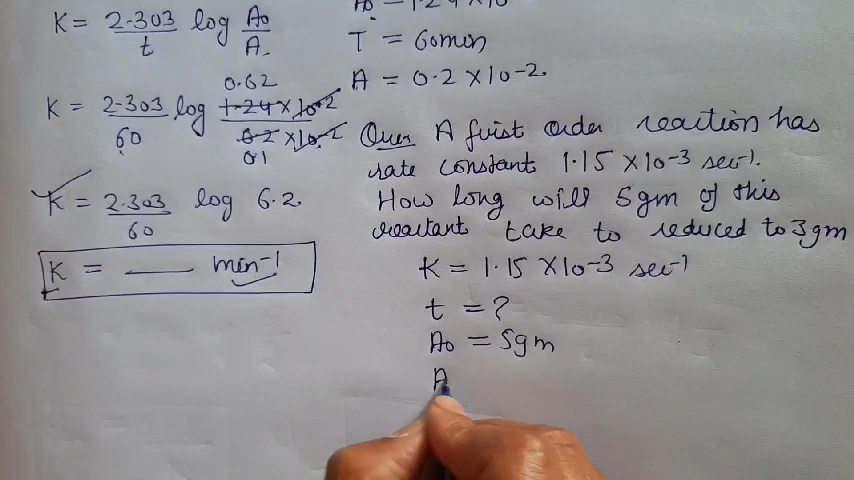 K = 2.303/t log A₀/A
K = 2.303/60 log 1.24 × 10⁻²/0.2 × 10⁻²
0.62
0.1
K = 2.303/60 log 6.2
K = ___ min⁻¹
T = 60min
A = 0.2 × 10⁻².
Ques A first order reaction has
rate constant 1.15 × 10⁻³ sec⁻¹.
How long will 5gm of this
reactant take to reduced to 3gm
K = 1.15 × 10⁻³ sec⁻¹
t = ?
A₀ = 5gm
A